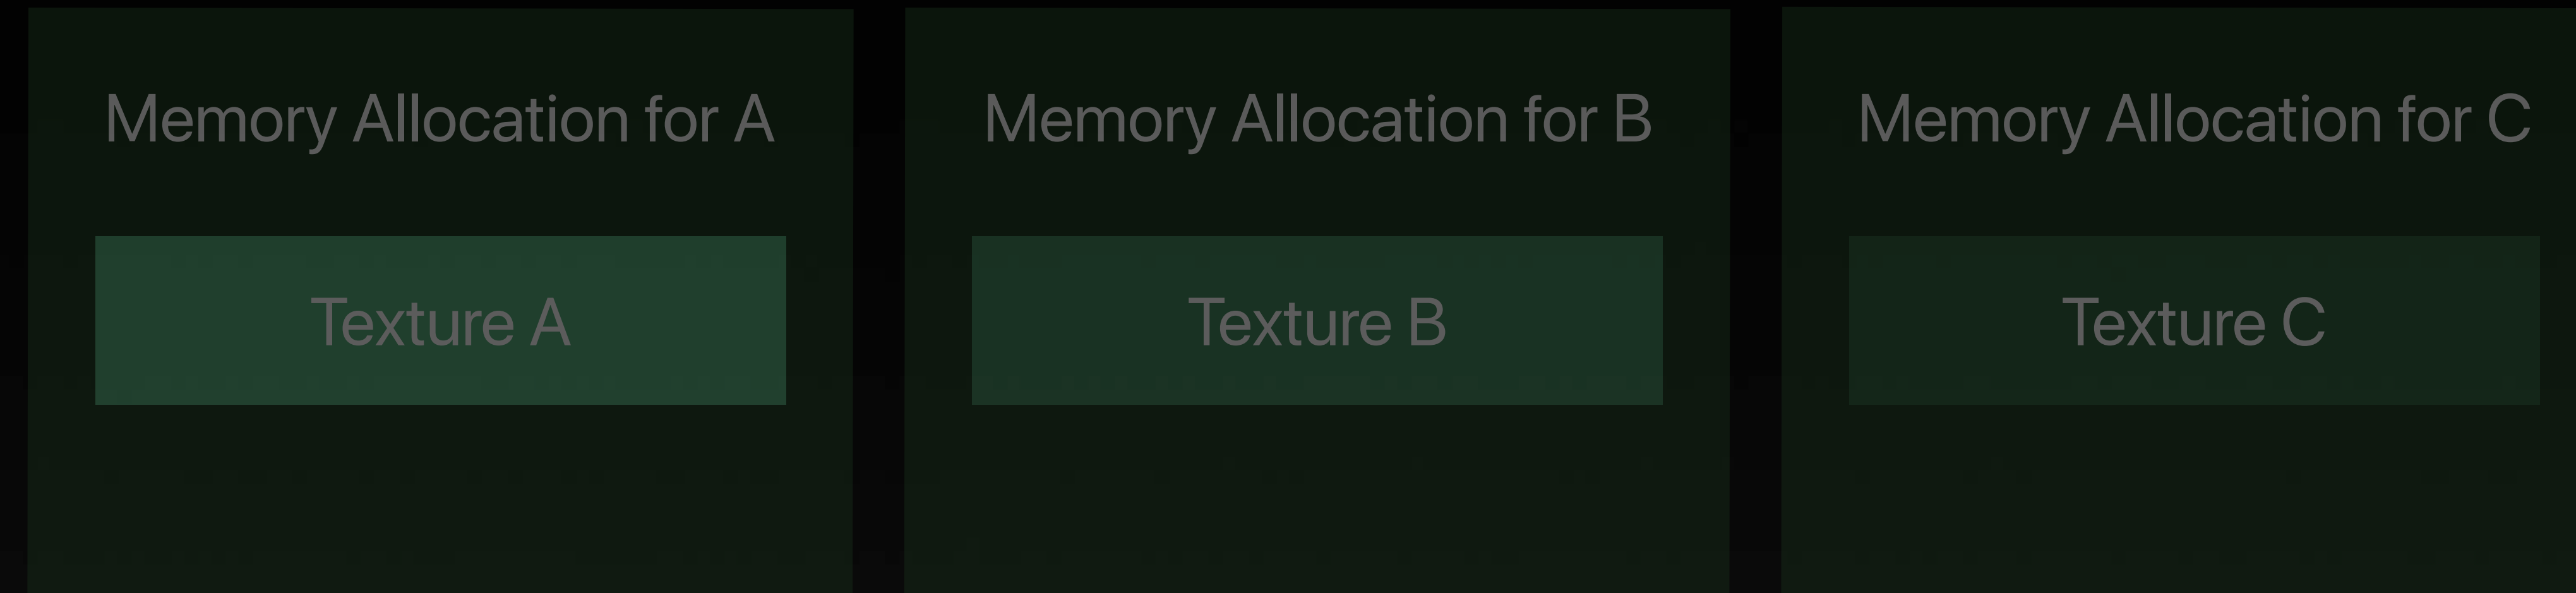 Memory Allocation for A
Texture A
Memory Allocation for B
Texture B
Memory Allocation for C
Texture C